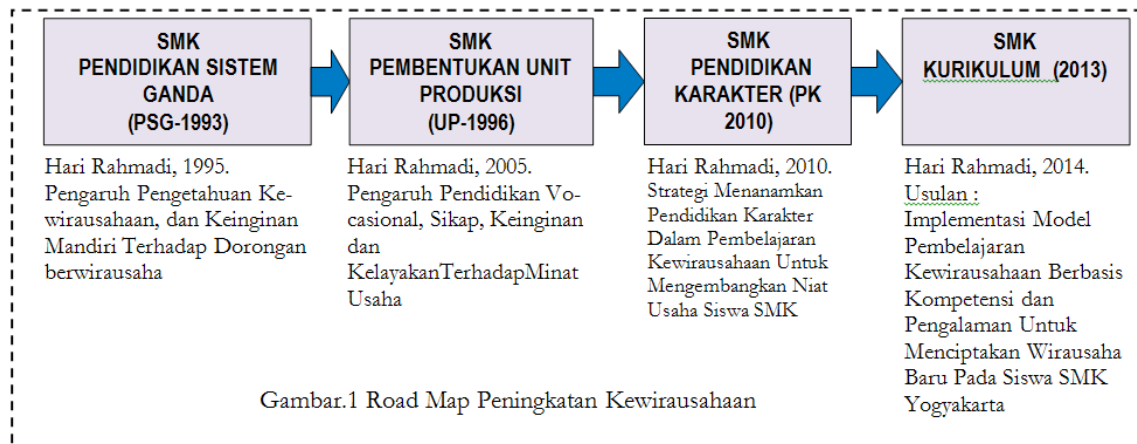 SMK
PENDIDIKAN SISTEM
GANDA
(PSG-1993)
SMK
PEMBENTUKAN UNIT
PRODUKSI
(UP-1996)
SMK
PENDIDIKAN
KARAKTER (PK
2010)
SMK
KURIKULUM (2013)
Hari Rahmadi, 1995.
Pengaruh Pengetahuan Ke-
wirausahaan, dan Keinginan
Mandiri Terhadap Dorongan
berwirausaha
Hari Rahmadi, 2005.
Pengaruh Pendidikan Vo-
casional, Sikap, Keinginan
dan
KelayakanTerhadapMinat
Usaha
Hari Rahmadi, 2010.
Strategi Menanamkan
Pendidikan Karakter
Dalam Pembelajaran
Kewirausahaan Untuk
Mengembangkan Niat
Usaha Siswa SMK
Hari Rahmadi, 2014.
Usulan :
Implementasi Model
Pembelajaran
Kewirausahaan Berbasis
Kompetensi dan
Pengalaman Untuk
Menciptakan Wirausaha
Baru Pada Siswa SMK
Yogyakarta
Gambar.1 Road Map Peningkatan Kewirausahaan